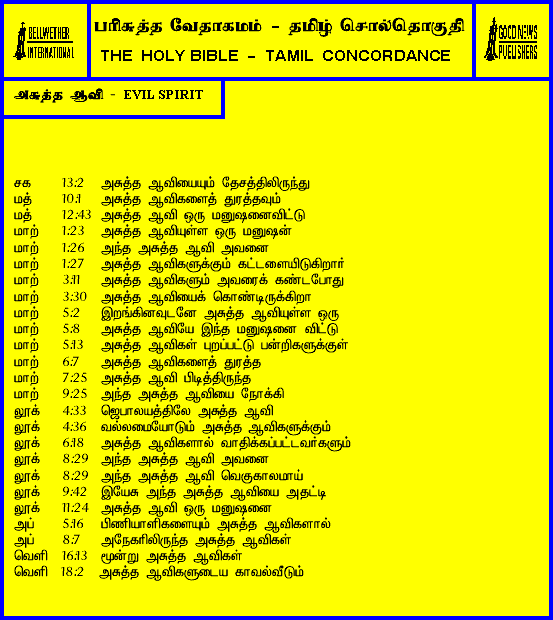 BELLWETHER
INTERNATIONAL
பரிசுத்த வேதாகமம் - தமிழ் சொல்தொகுதி
THE HOLY BIBLE - TAMIL CONCORDANCE
GOOD NEWS
PUBLISHERS
அசுத்த ஆவி - EVIL SPIRIT
சக 13:2 அசுத்த ஆவியையும் தேசத்திலிருந்து
மத் 10:1 அசுத்த ஆவிகளைத் துரத்தவும்
மத் 12:43 அசுத்த ஆவி ஒரு மனுஷனைவிட்டு
மாற் 1:23 அசுத்த ஆவியுள்ள ஒரு மனுஷன்
மாற் 1:26 அந்த அசுத்த ஆவி அவனை
மாற் 1:27 அசுத்த ஆவிகளுக்கும் கட்டளையிடுகிறார்
மாற் 3:11 அசுத்த ஆவிகளும் அவரைக் கண்டபோது
மாற் 3:30 அசுத்த ஆவியைக் கொண்டிருக்கிறா
மாற் 5:2 இறங்கினவுடனே அசுத்த ஆவியுள்ள ஒரு
மாற் 5:8 அசுத்த ஆவியே இந்த மனுஷனை விட்டு
மாற் 5:13 அசுத்த ஆவிகள் புறப்பட்டு பன்றிகளுக்குள்
மாற் 6:7 அசுத்த ஆவிகளைத் துரத்த
மாற் 7:25 அசுத்த ஆவி பிடித்திருந்த
மாற் 9:25 அந்த அசுத்த ஆவியை நோக்கி
லூக் 4:33 ஜெபாலயத்திலே அசுத்த ஆவி
லூக் 4:36 வல்லமையோடும் அசுத்த ஆவிகளுக்கும்
லூக் 6:18 அசுத்த ஆவிகளால் வாதிக்கப்பட்டவர்களும்
லூக் 8:29 அந்த அசுத்த ஆவி அவனை
லூக் 8:29 அந்த அசுத்த ஆவி வெகுகாலமாய்
லூக் 9:42 இயேசு அந்த அசுத்த ஆவியை அதட்டி
லூக் 11:24 அசுத்த ஆவி ஒரு மனுஷனை
அப் 5:16 பிணியாளிகளையும் அசுத்த ஆவிகளால்
அப் 8:7 அநேகரிலிருந்த அசுத்த ஆவிகள்
வெளி 16:13 மூன்று அசுத்த ஆவிகள்
வெளி 18:2 அசுத்த ஆவிகளுடைய காவல்வீடும்